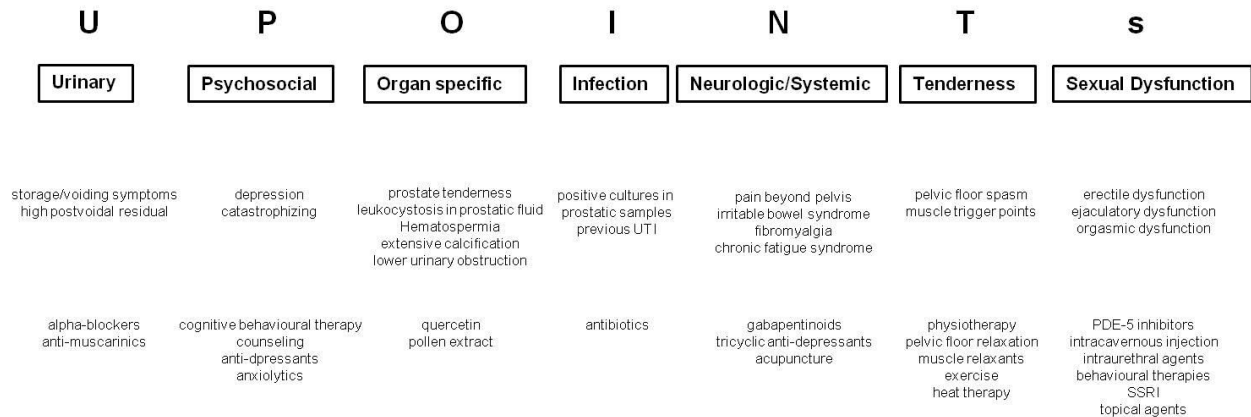 U P O I N T s
Urinary Psychosocial Organ specific Infection Neurologic/Systemic Tenderness Sexual Dysfunction
storage/voiding symptoms
high postvoidal residual
depression
catastrophizing
prostate tenderness
leukocystosis in prostatic fluid
Hematospermia
extensive calcification
lower urinary obstruction
positive cultures in
prostatic samples
previous UTI
pain beyond pelvis
irritable bowel syndrome
fibromyalgia
chronic fatigue syndrome
pelvic floor spasm
muscle trigger points
erectile dysfunction
ejaculatory dysfunction
orgasmic dysfunction
alpha-blockers
anti-muscarinics
cognitive behavioural therapy
counseling
anti-dpressants
anxiolytics
quercetin
pollen extract
antibiotics
gabapentinoids
tricyclic anti-depressants
acupuncture
physiotherapy
pelvic floor relaxation
muscle relaxants
exercise
heat therapy
PDE-5 inhibitors
intracavernous injection
intraurethral agents
behavioural therapies
SSRI
topical agents